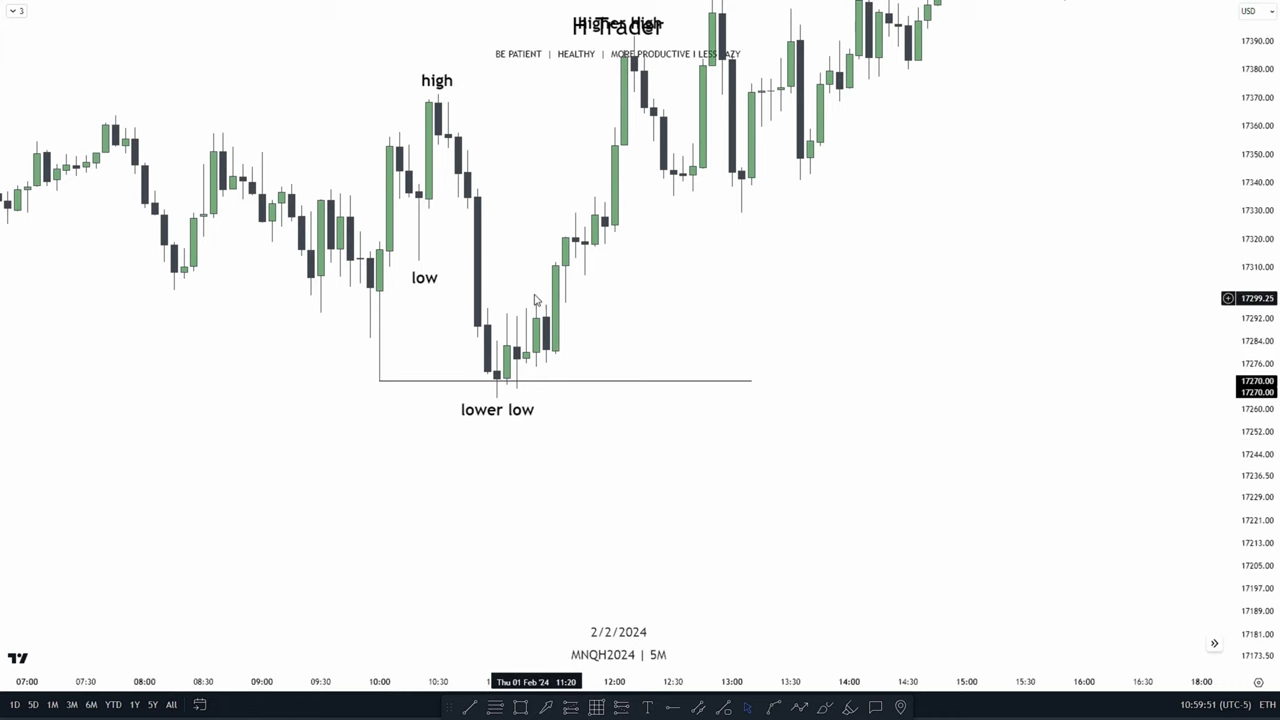 3
USD
Higher high
H-Trader
BE PATIENT | HEALTHY | MORE PRODUCTIVE I LESS LAZY
high
low
lower low
17390.00
17380.00
17370.00
17360.00
17350.00
17340.00
17330.00
17320.00
17310.00
17299.25
17292.00
17284.00
17276.00
17270.00
17270.00
17260.00
17252.00
17244.00
17236.50
17229.00
17221.00
17213.00
17205.00
17197.00
17189.00
17181.00
17173.50
2/2/2024
MNQH2024 | 5M
07:00 07:30 08:00 08:30 09:00 09:30 10:00 10:30 Thu 01 Feb '24 11:20 12:00 12:30 13:00 13:30 14:00 14:30 15:00 15:30 16:00 16:30 17:00 18:00
1D 5D 1M 3M 6M YTD 1Y 5Y All 10:59:51 (UTC-5) ETH